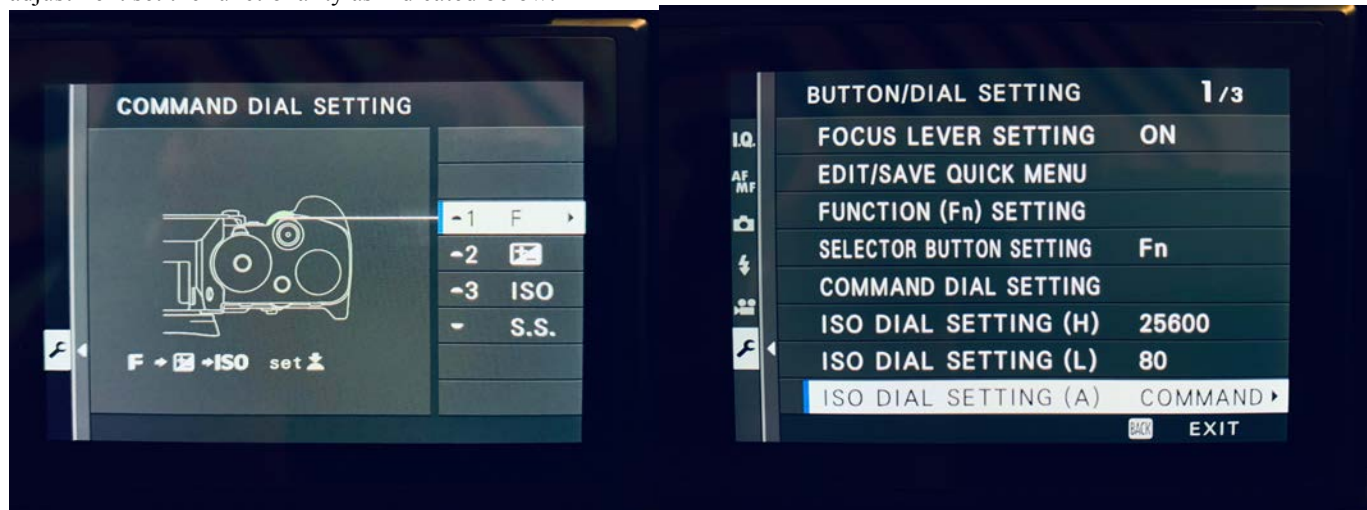 COMMAND DIAL SETTING
1 F
2
3 ISO
S.S.
F → → ISO set
BUTTON/DIAL SETTING 1/3
I.Q. FOCUS LEVER SETTING ON
AF MF EDIT/SAVE QUICK MENU
FUNCTION (Fn) SETTING
SELECTOR BUTTON SETTING Fn
COMMAND DIAL SETTING
ISO DIAL SETTING (H) 25600
ISO DIAL SETTING (L) 80
ISO DIAL SETTING (A) COMMAND
BACK EXIT